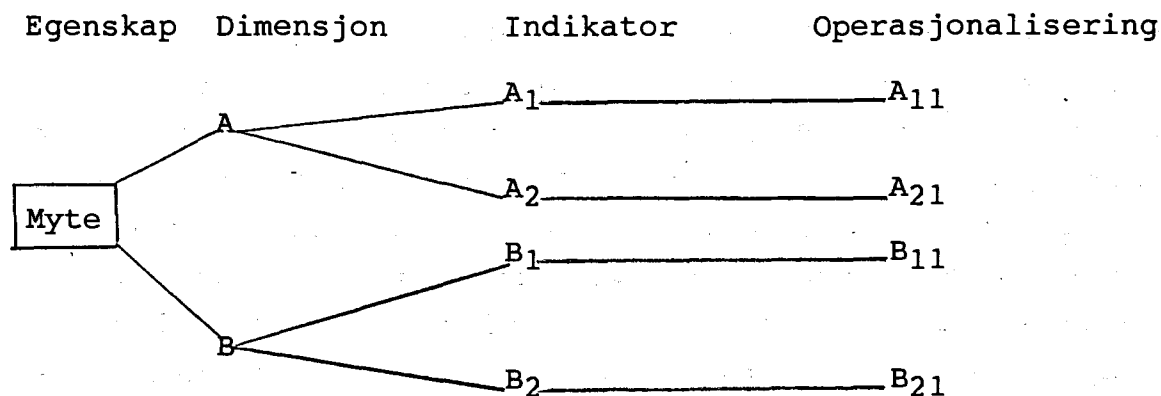 Egenskap Dimensjon Indikator Operasjonalisering
A1 A11
A
A2 A21
Myte
B1 B11
B
B2 B21